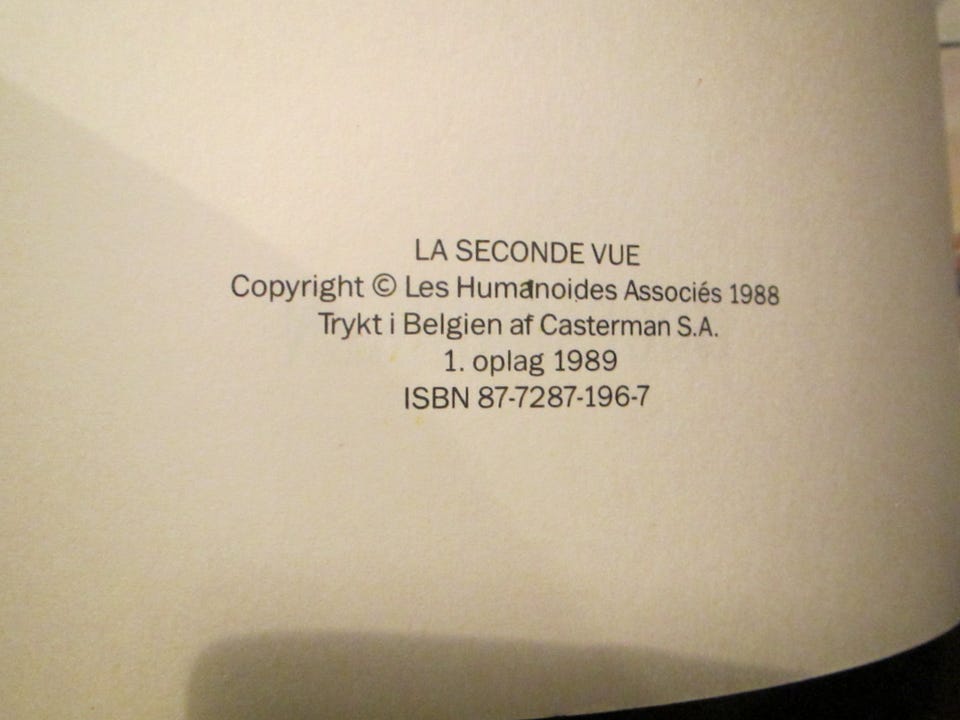 LA SECONDE VUE
Copyright © Les Humanoides Associés 1988
Trykt i Belgien af Casterman S.A.
1. oplag 1989
ISBN 87-7287-196-7